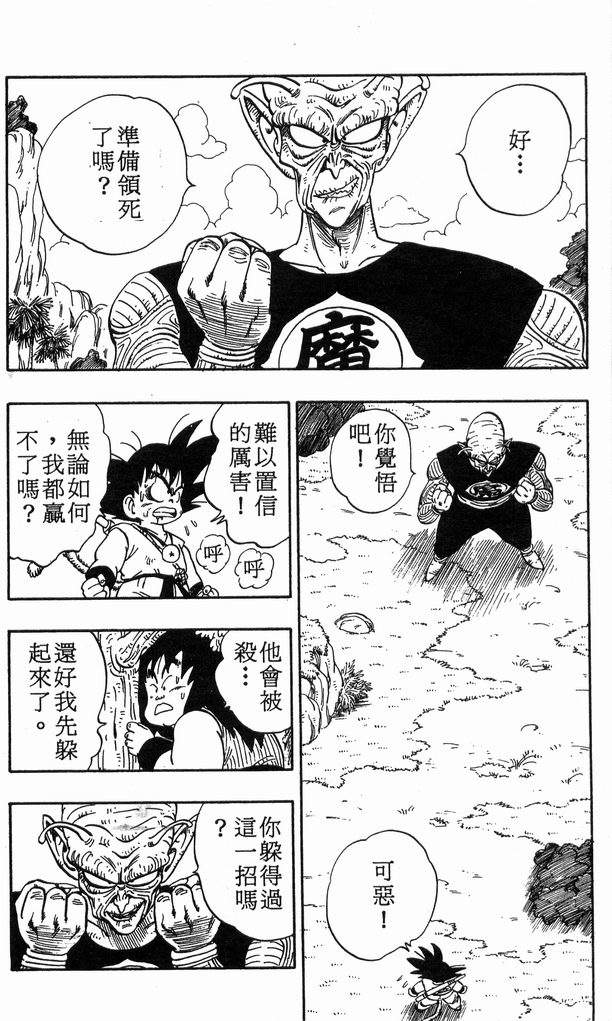 好…
準備領死
了嗎？
魔
你覺悟
吧！
可惡！
難以置信
的厲害！
呼
呼
無論如何
，我都贏
不了嗎？
他會被
殺…
還好我先躲
起來了。
你躲得過
這一招嗎
？